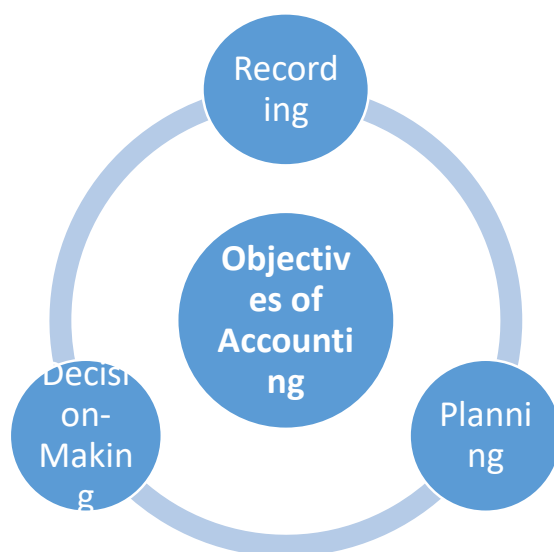 Record
ing
Objectiv
es of
Accounti
ng
Decisi
on-
Makin
g
Planni
ng